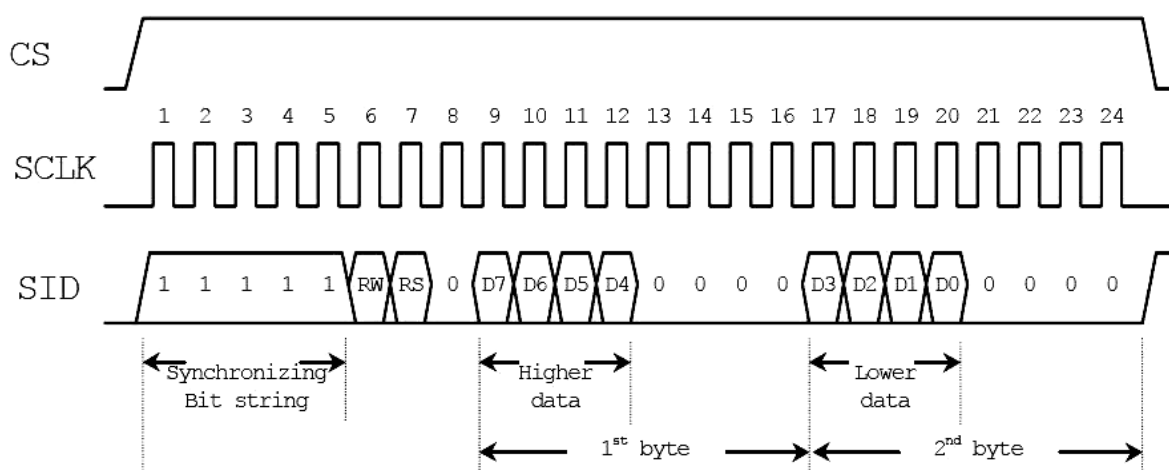 CS
1 2 3 4 5 6 7 8 9 10 11 12 13 14 15 16 17 18 19 20 21 22 23 24
SCLK
SID 1 1 1 1 1 RW RS 0 D7 D6 D5 D4 0 0 0 0 D3 D2 D1 D0 0 0 0 0
Synchronizing
Bit string
Higher
data
Lower
data
1st byte
2nd byte